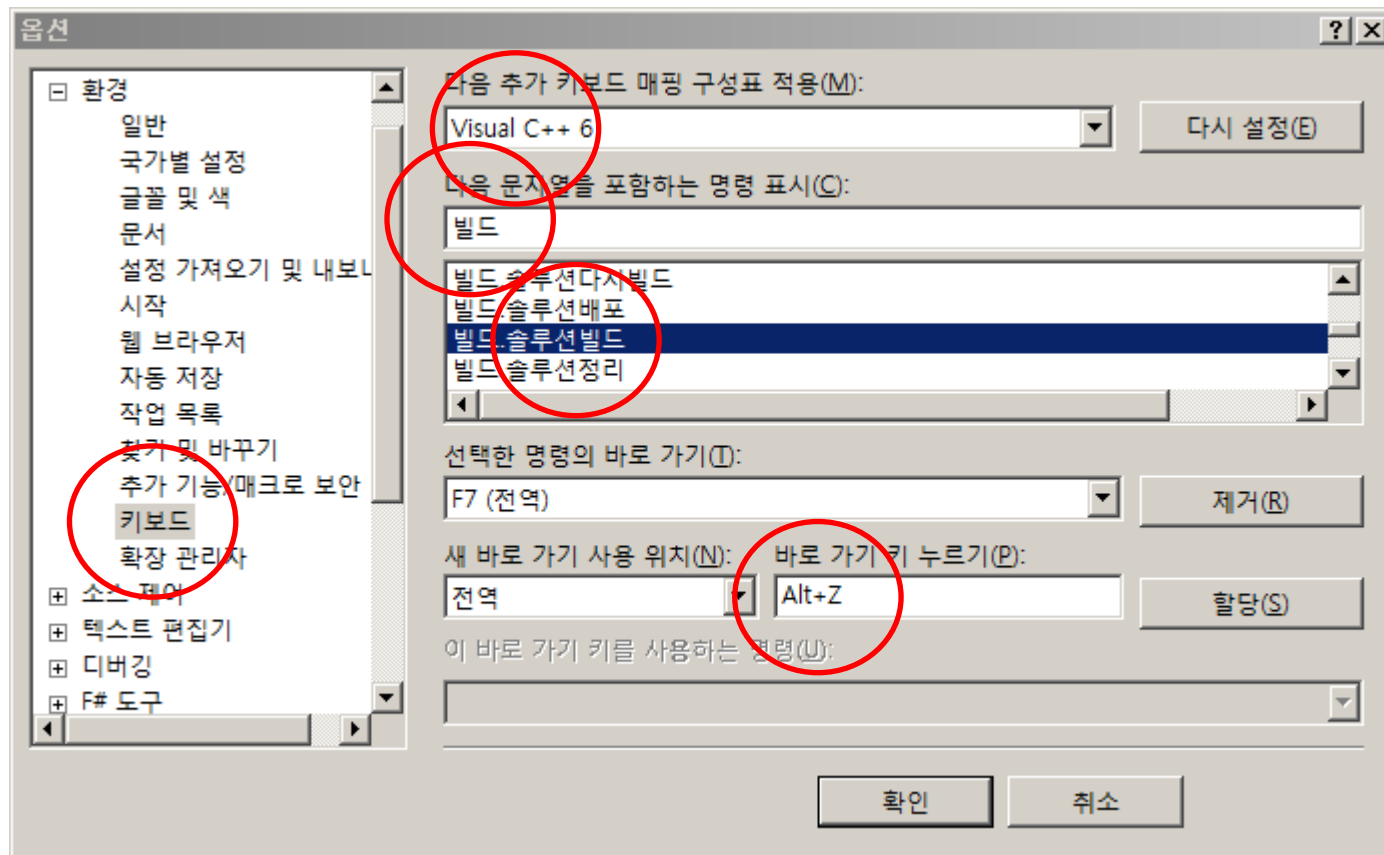 옵션
환경
일반
국가별 설정
글꼴 및 색
문서
설정 가져오기 및 내보니
시작
웹 브라우저
자동 저장
작업 목록
찾기 및 바꾸기
추가 기능/매크로 보안
키보드
확장 관리자
소스 제어
텍스트 편집기
디버깅
F# 도구
다음 추가 키보드 매핑 구성표 적용(M):
Visual C++ 6
다시 설정(E)
다음 문자열을 포함하는 명령 표시(C):
빌드
빌드.솔루션다시빌드
빌드.솔루션배포
빌드.솔루션빌드
빌드.솔루션정리
선택한 명령의 바로 가기(T):
F7 (전역)
제거(R)
새 바로 가기 사용 위치(N):
바로 가기 키 누르기(P):
전역
Alt+Z
할당(S)
이 바로 가기 키를 사용하는 명령(U):
확인
취소